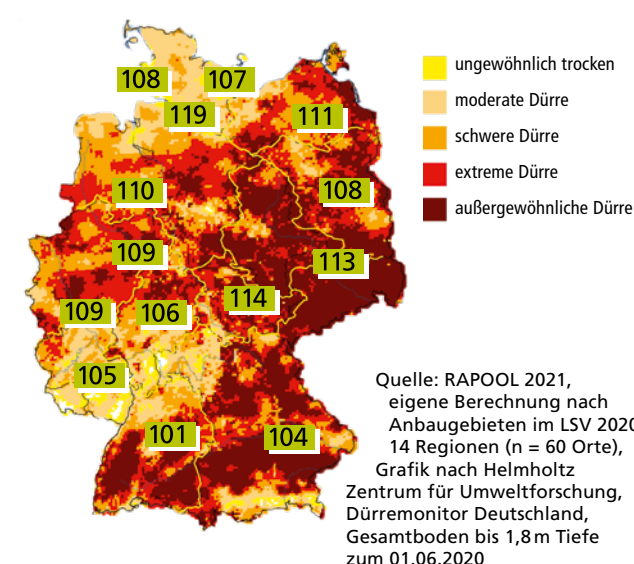 108 107
119
111
110
108
109
113
114
109 106
105
101 104
ungewöhnlich trocken
moderate Dürre
schwere Dürre
extreme Dürre
außergewöhnliche Dürre
Quelle: RAPOOL 2021,
eigene Berechnung nach
Anbaugebieten im LSV 2020
14 Regionen (n = 60 Orte),
Grafik nach Helmholtz
Zentrum für Umweltforschung,
Dürremonitor Deutschland,
Gesamtboden bis 1,8 m Tiefe
zum 01.06.2020